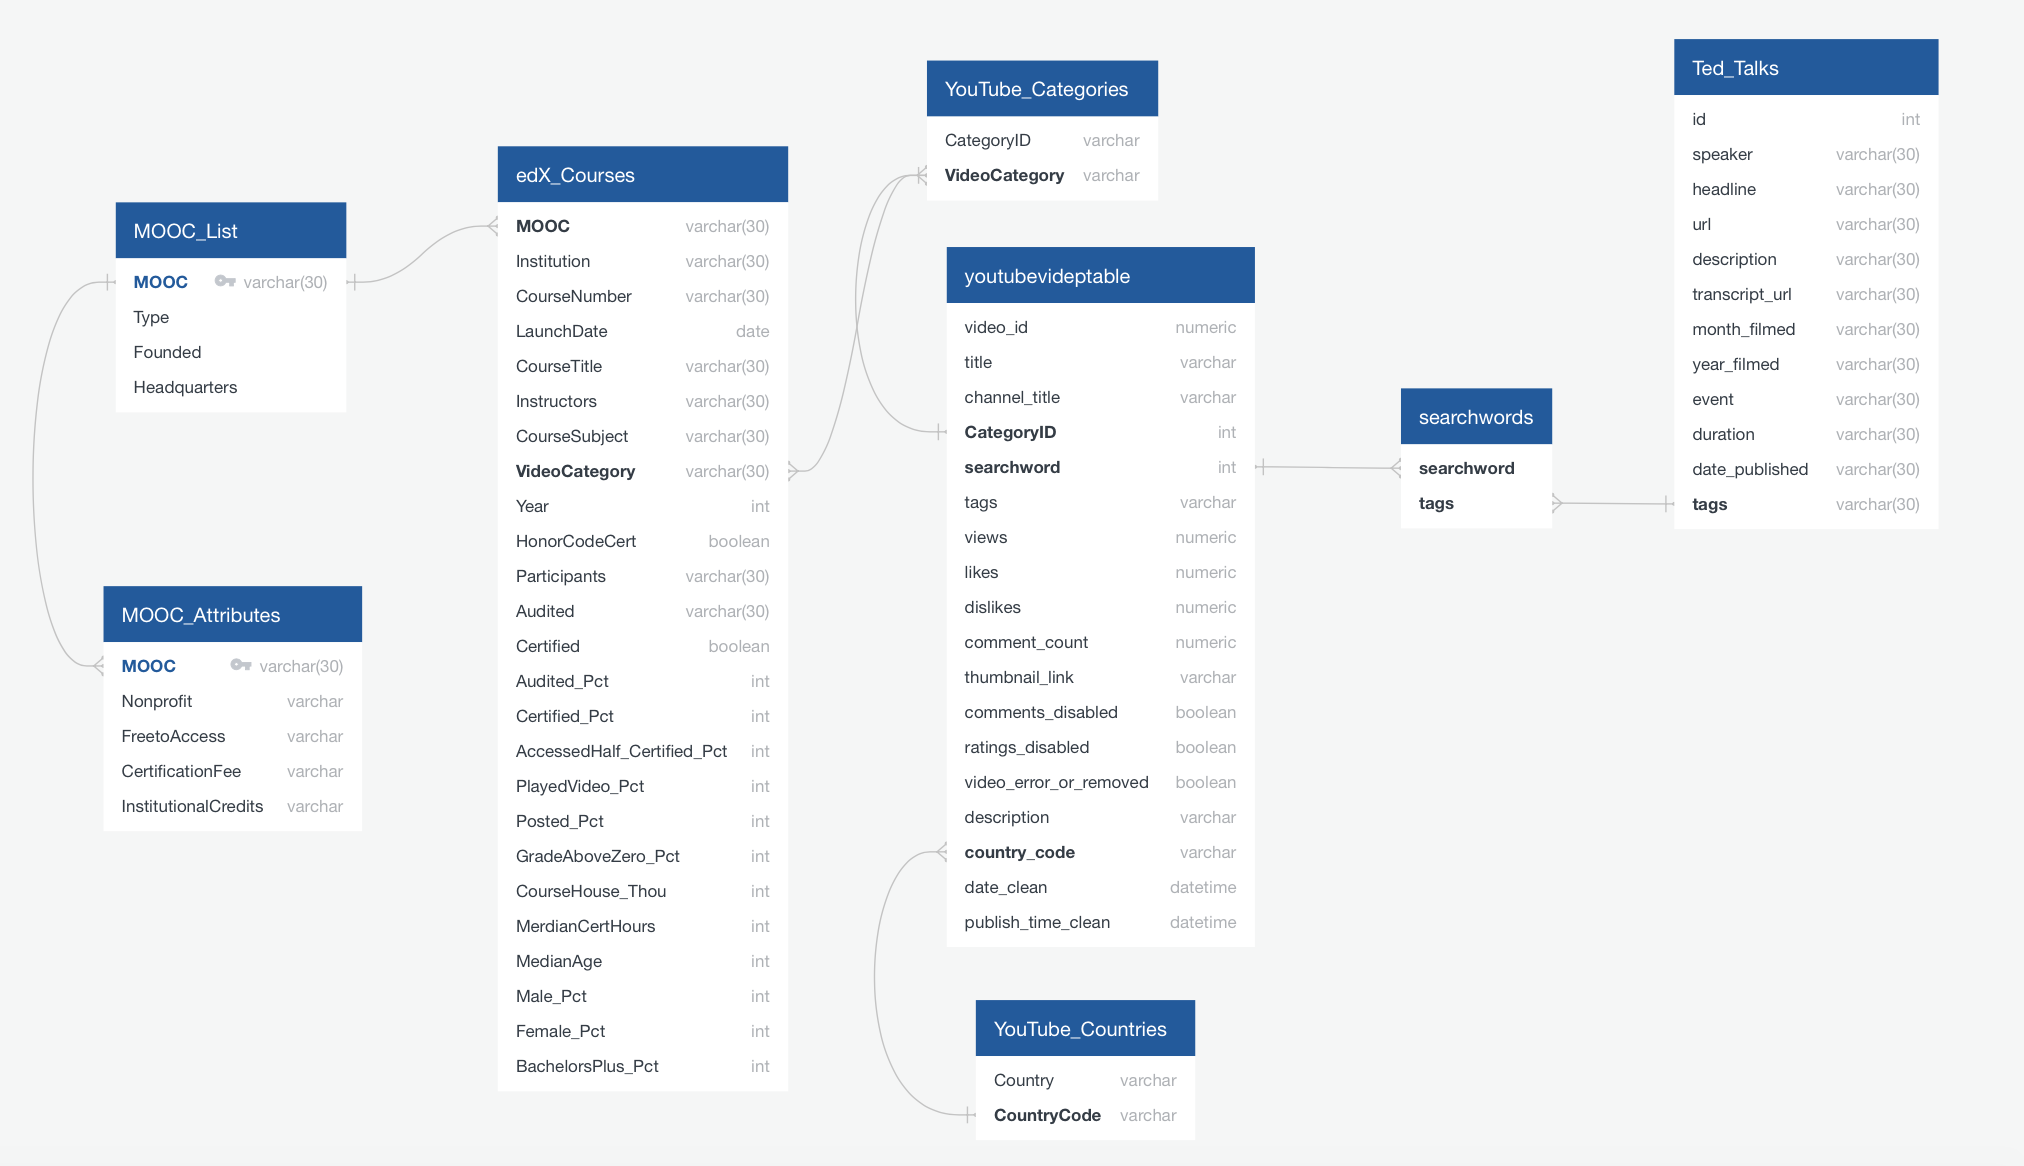 MOOC_List
MOOC varchar(30)
Type
Founded
Headquarters
MOOC_Attributes
MOOC varchar(30)
Nonprofit varchar
FreetoAccess varchar
CertificationFee varchar
InstitutionalCredits varchar
edX_Courses
MOOC varchar(30)
Institution varchar(30)
CourseNumber varchar(30)
LaunchDate date
CourseTitle varchar(30)
Instructors varchar(30)
CourseSubject varchar(30)
VideoCategory varchar(30)
Year int
HonorCodeCert boolean
Participants varchar(30)
Audited varchar(30)
Certified boolean
Audited_Pct int
Certified_Pct int
AccessedHalf_Certified_Pct int
PlayedVideo_Pct int
Posted_Pct int
GradeAboveZero_Pct int
CourseHouse_Thou int
MerdianCertHours int
MedianAge int
Male_Pct int
Female_Pct int
BachelorsPlus_Pct int
YouTube_Categories
CategoryID varchar
VideoCategory varchar
youtubevideptable
video_id numeric
title varchar
channel_title varchar
CategoryID int
searchword int
tags varchar
views numeric
likes numeric
dislikes numeric
comment_count numeric
thumbnail_link varchar
comments_disabled boolean
ratings_disabled boolean
video_error_or_removed boolean
description varchar
country_code varchar
date_clean datetime
publish_time_clean datetime
YouTube_Countries
Country varchar
CountryCode varchar
searchwords
searchword
tags
Ted_Talks
id int
speaker varchar(30)
headline varchar(30)
url varchar(30)
description varchar(30)
transcript_url varchar(30)
month_filmed varchar(30)
year_filmed varchar(30)
event varchar(30)
duration varchar(30)
date_published varchar(30)
tags varchar(30)